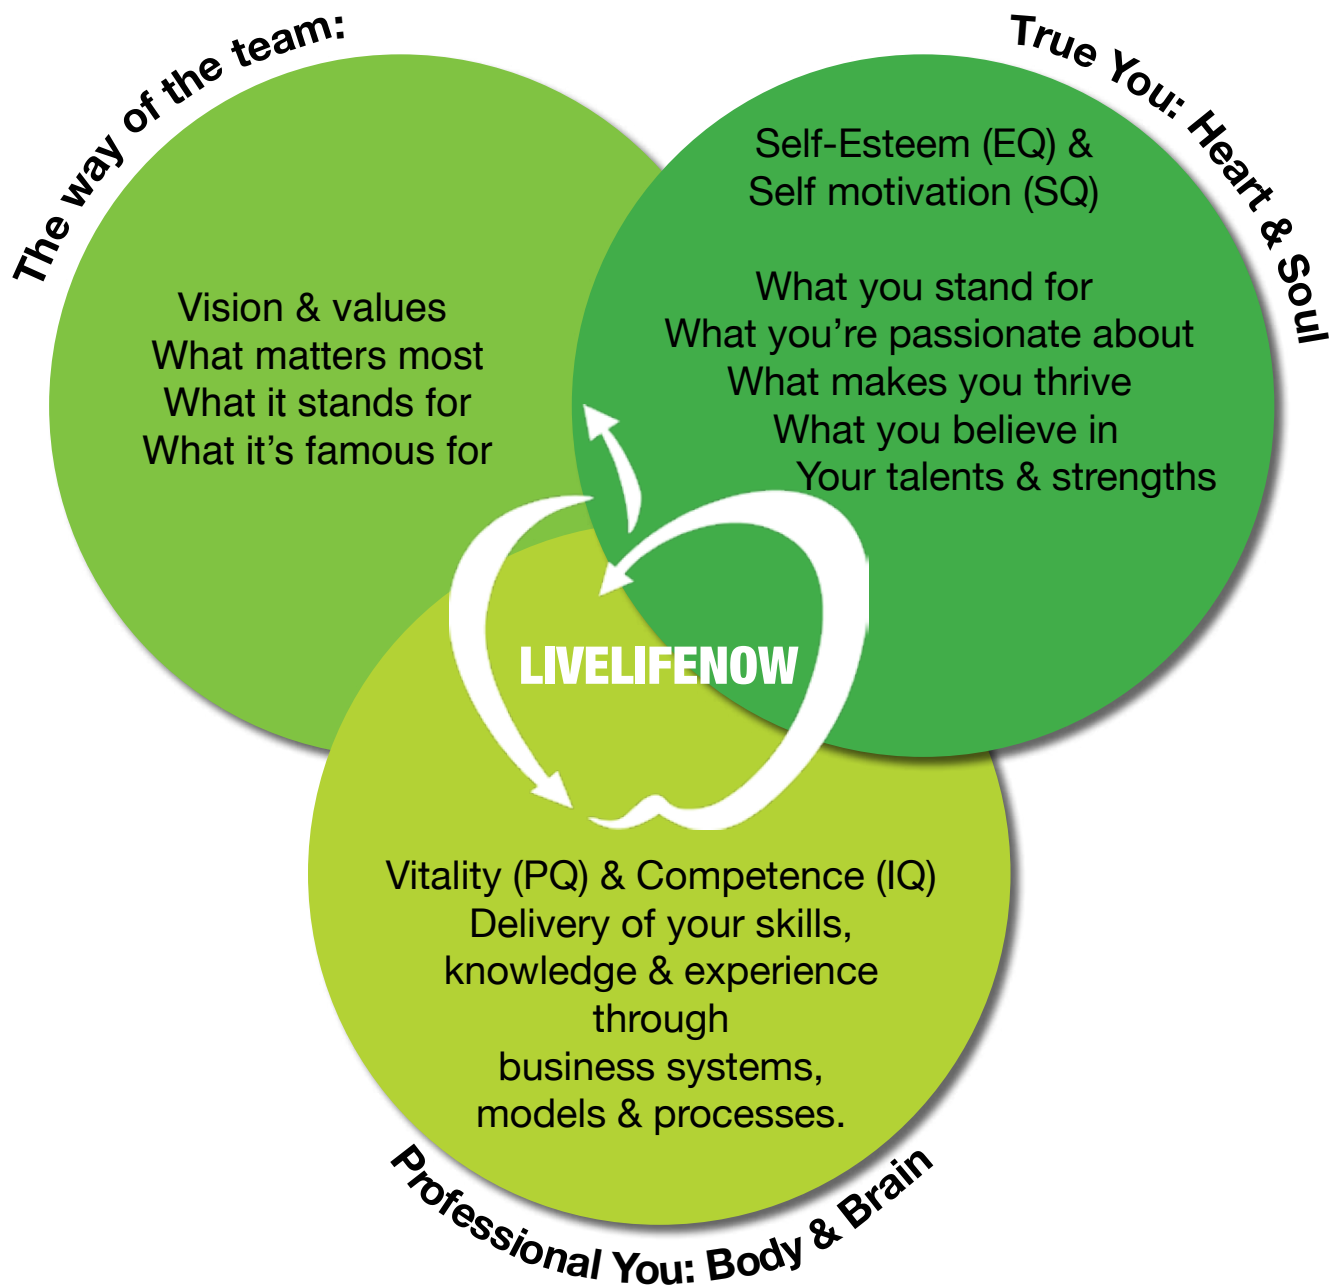 The way of the team:
Vision & values
What matters most
What it stands for
What it’s famous for
True You: Heart & Soul
Self-Esteem (EQ) &
Self motivation (SQ)
What you stand for
What you’re passionate about
What makes you thrive
What you believe in
Your talents & strengths
LIVELIFENOW
Vitality (PQ) & Competence (IQ)
Delivery of your skills,
knowledge & experience
through
business systems,
models & processes.
Professional You: Body & Brain